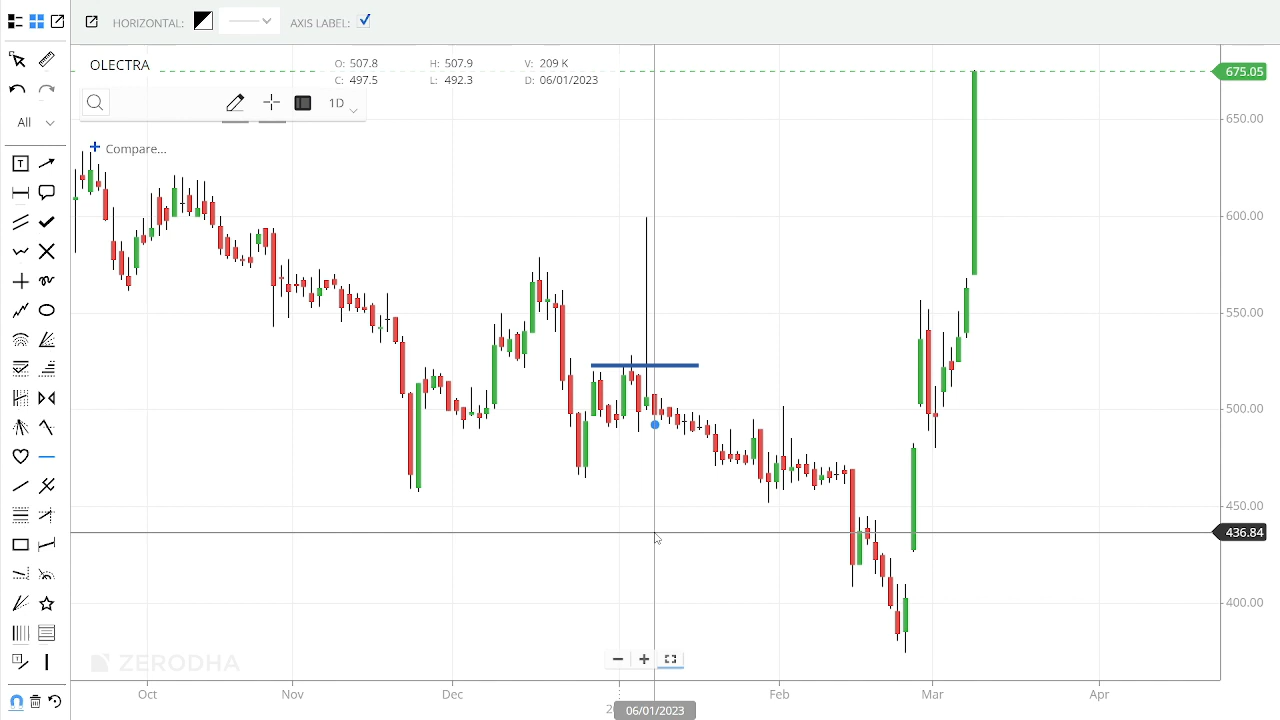 HORIZONTAL:
AXIS LABEL:
OLECTRA
O: 507.8 H: 507.9 V: 209 K
C: 497.5 L: 492.3 D: 06/01/2023
675.05
1D
All
650.00
+ Compare...
T
600.00
550.00
500.00
450.00
436.84
400.00
ZERODHA
Oct Nov Dec Feb Mar Apr
06/01/2023